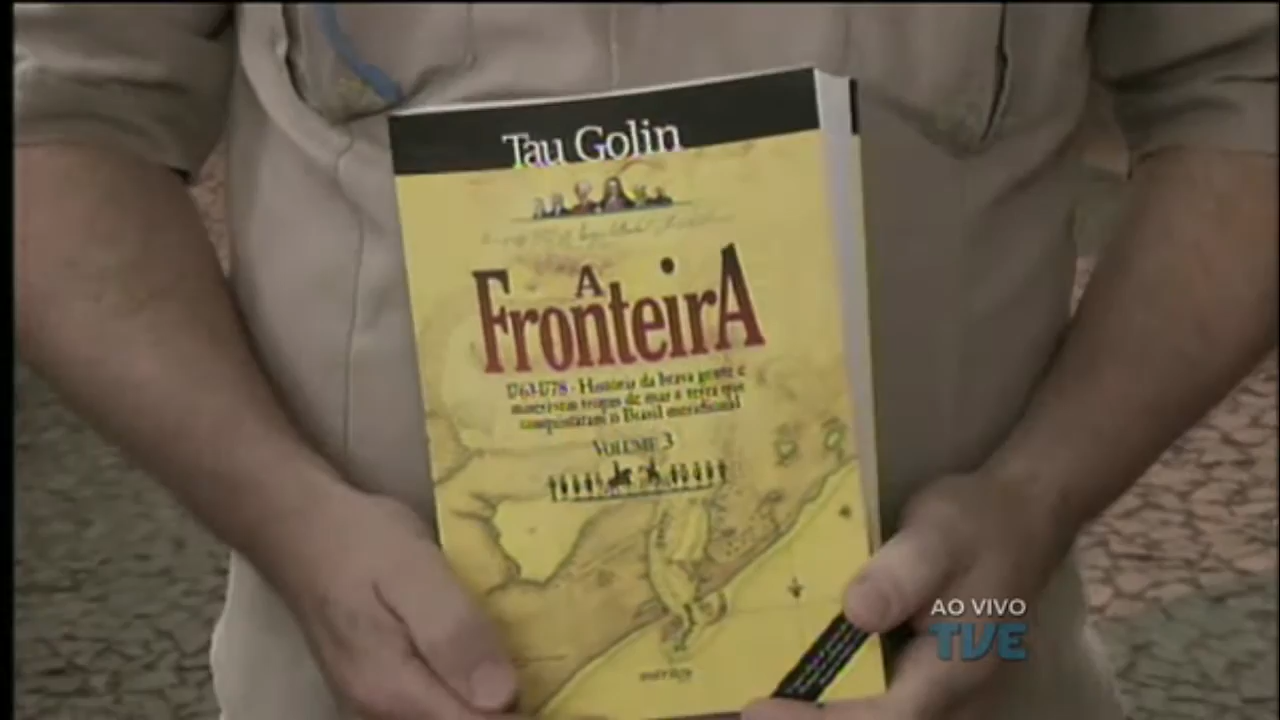 Tau Golin
A
FronteirA
1763-1778 - História da brava gente e
tropas de mar e terra que
conquistaram o Brasil meridional
VOLUME 3
AO VIVO
TVE